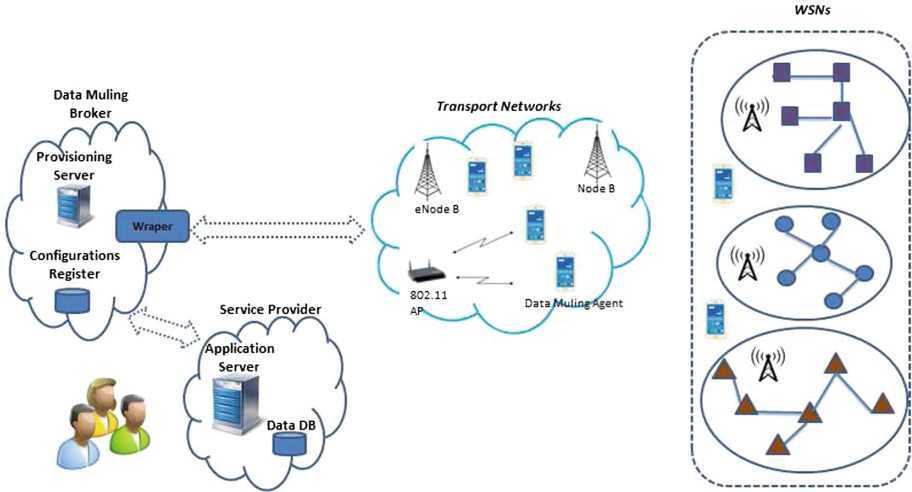 WSNs
Data Muling
Broker
Provisioning
Server
Wraper
Configurations
Register
Service Provider
Application
Server
Data DB
Transport Networks
eNode B
Node B
802.11
AP
Data Muling Agent